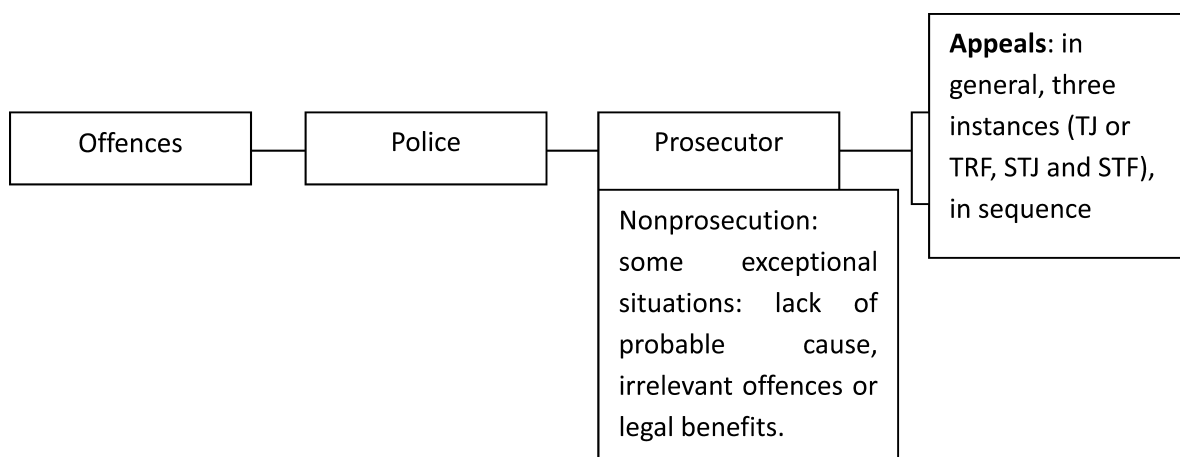 Offences
Police
Prosecutor
Nonprosecution:
some exceptional
situations: lack of
probable cause,
irrelevant offences or
legal benefits.
Appeals: in
general, three
instances (TJ or
TRF, STJ and STF),
in sequence